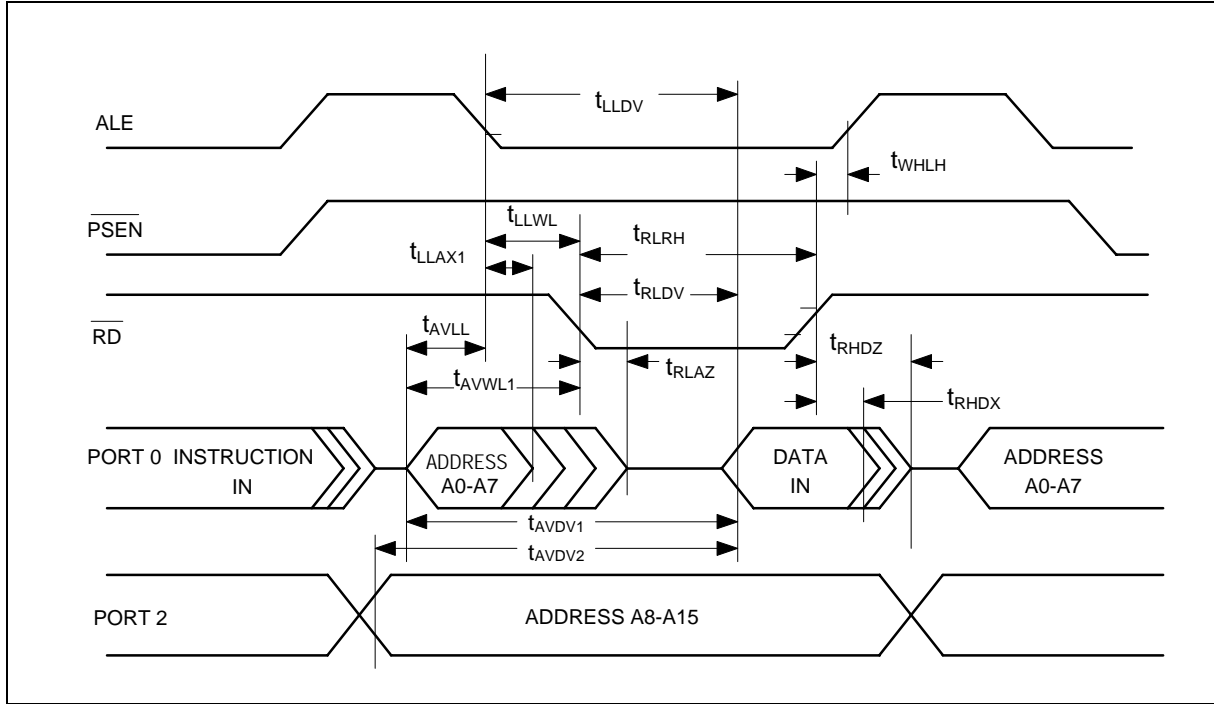 ALE
tLLDV
tWHLH
PSEN
tLLWL
tRLRH
tLLAX1
tRLDV
RD
tAVLL
tRLAZ
tRHDZ
tAVWL1
tRHDX
PORT 0 INSTRUCTION IN
ADDRESS
A0-A7
DATA
IN
ADDRESS
A0-A7
tAVDV1
tAVDV2
PORT 2
ADDRESS A8-A15